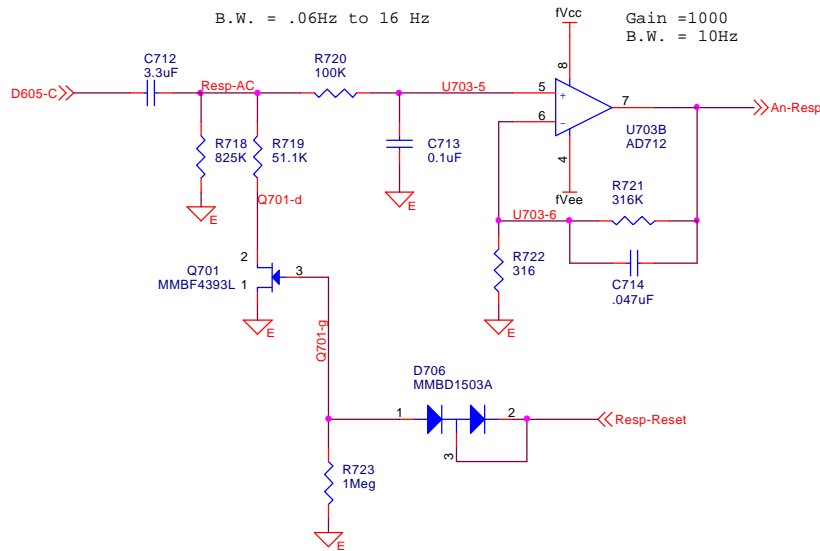 B.W. = .06Hz to 16 Hz
fVcc
Gain =1000
B.W. = 10Hz
C712
3.3uF
R720
100K
8
D605-C
Resp-AC
U703-5
5
+
7
An-Resp
6
-
U703B
AD712
R718
825K
R719
51.1K
C713
0.1uF
4
R721
316K
E
Q701-d
E
fVee
U703-6
2
Q701
MMBF4393L
3
1
R722
316
C714
.047uF
E
E
Q701-g
D706
MMBD1503A
1
2
Resp-Reset
3
R723
1Meg
E